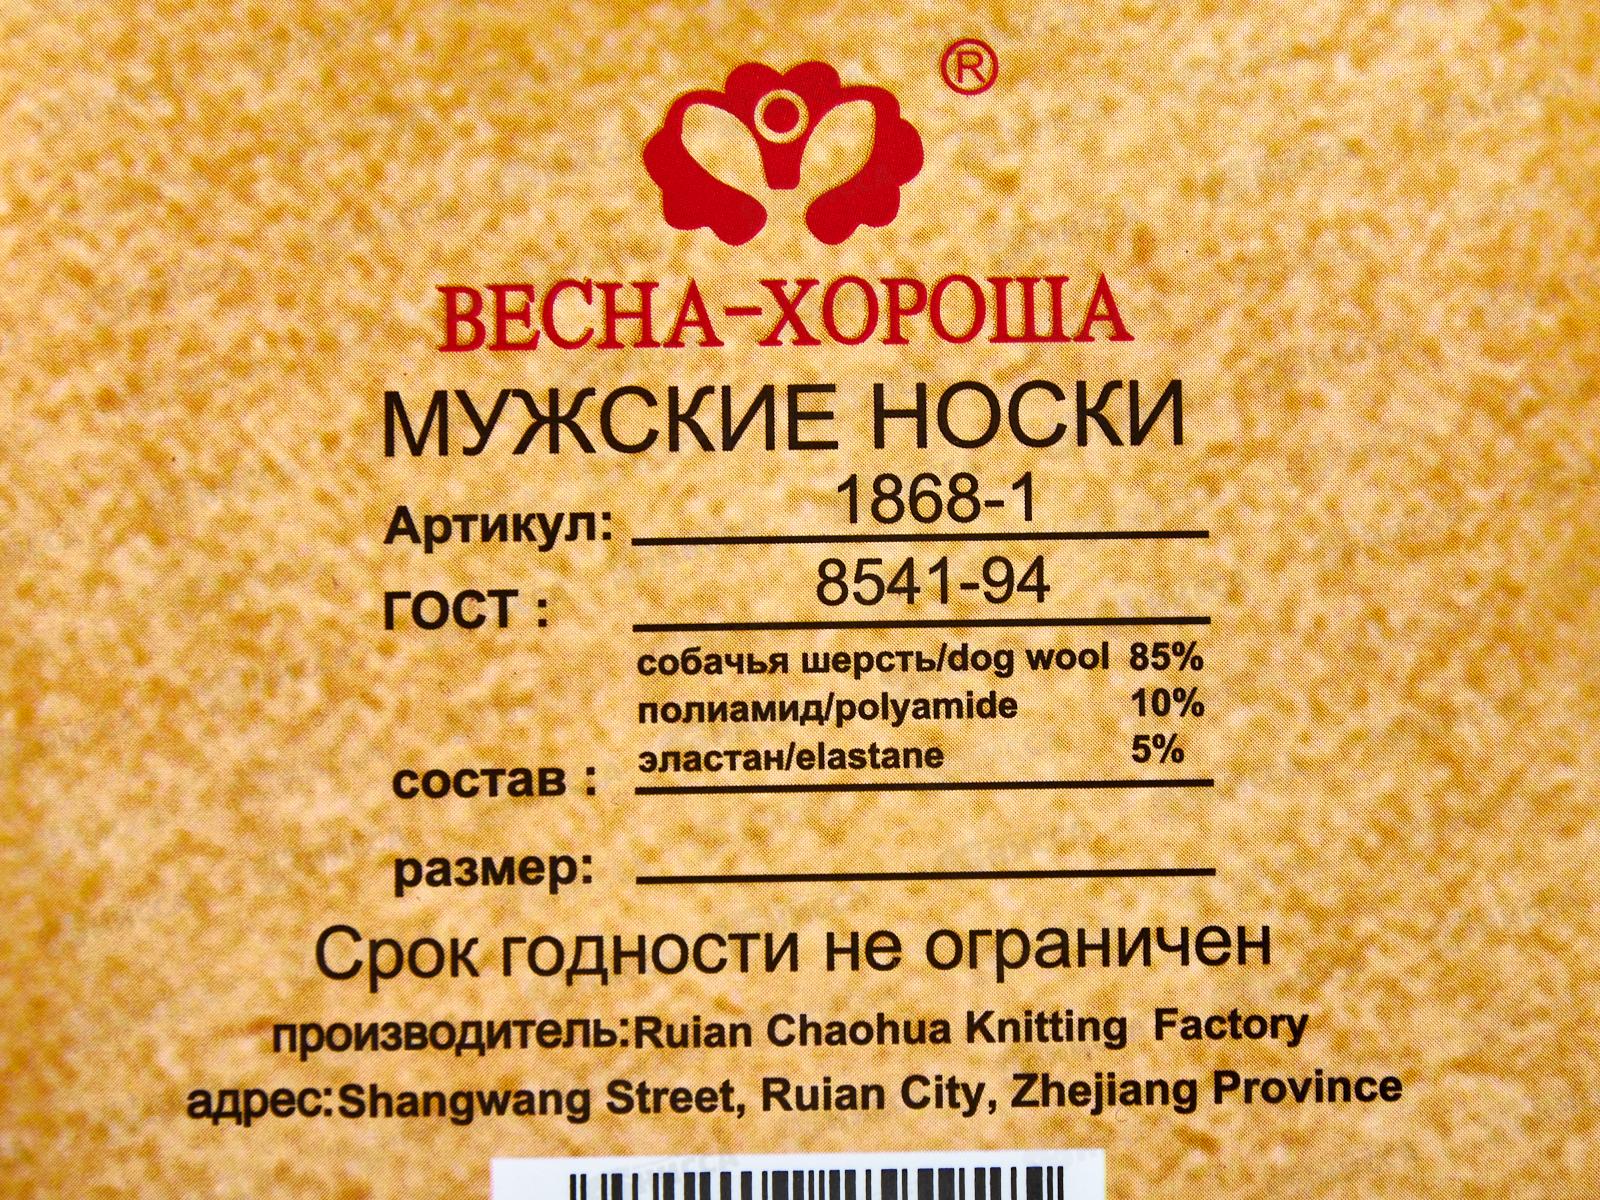 ®
ВЕСНА-ХОРОША
МУЖСКИЕ НОСКИ
Артикул: 1868-1
ГОСТ : 8541-94
собачья шерсть/dog wool 85%
полиамид/polyamide 10%
эластан/elastane 5%
состав :
размер:
Срок годности не ограничен
производитель:Ruian Chaohua Knitting Factory
адрес:Shangwang Street, Ruian City, Zhejiang Province